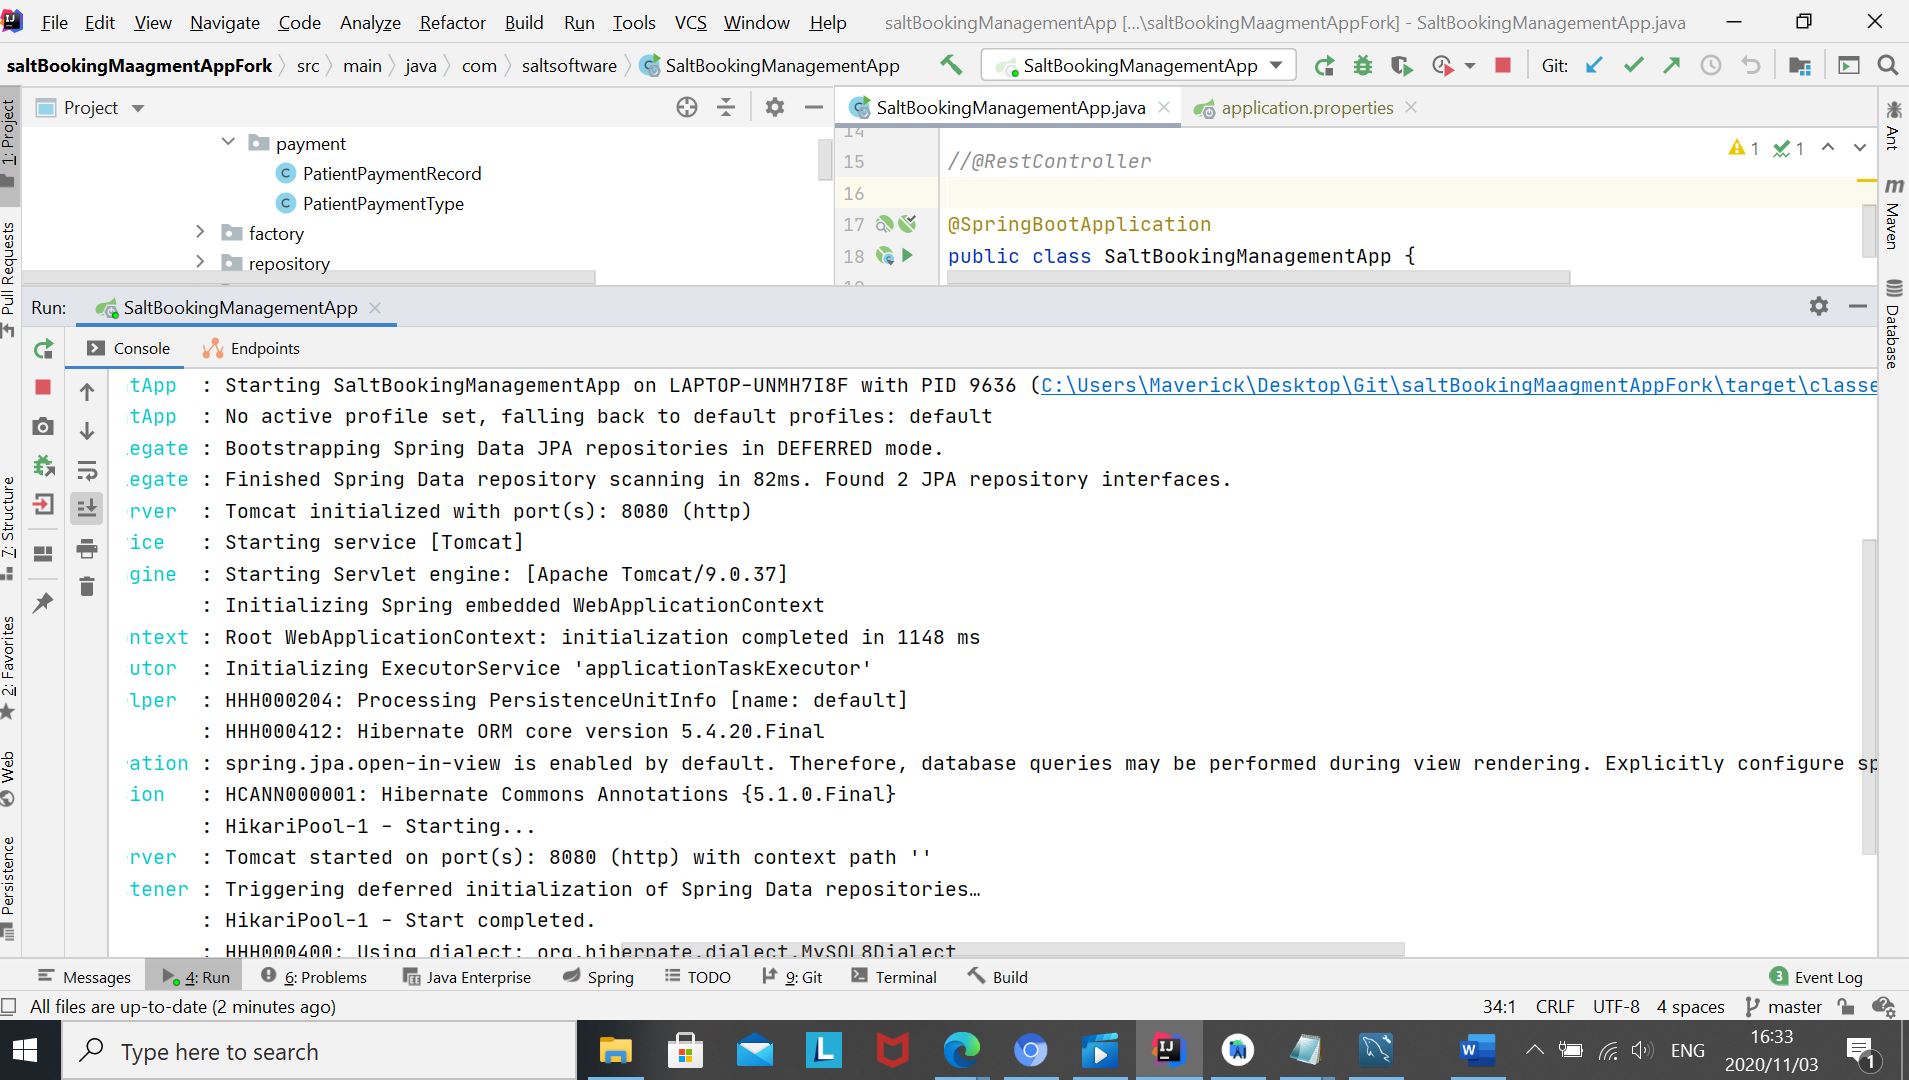 File Edit View Navigate Code Analyze Refactor Build Run Tools VCS Window Help saltBookingManagementApp [...\saltBookingMaagmentAppFork] - SaltBookingManagementApp.java
saltBookingMaagmentAppFork src main java com saltsoftware SaltBookingManagementApp SaltBookingManagementApp Git:
Project SaltBookingManagementApp.java application.properties
payment
PatientPaymentRecord
PatientPaymentType
factory
repository
14
15 //@RestController
16
17 @SpringBootApplication
18 public class SaltBookingManagementApp {
1 1
Run: SaltBookingManagementApp
Console Endpoints
tApp : Starting SaltBookingManagementApp on LAPTOP-UNMH7I8F with PID 9636 (C:\Users\Maverick\Desktop\Git\saltBookingMaagmentAppFork\target\classe
tApp : No active profile set, falling back to default profiles: default
egate : Bootstrapping Spring Data JPA repositories in DEFERRED mode.
egate : Finished Spring Data repository scanning in 82ms. Found 2 JPA repository interfaces.
rver : Tomcat initialized with port(s): 8080 (http)
ice : Starting service [Tomcat]
gine : Starting Servlet engine: [Apache Tomcat/9.0.37]
: Initializing Spring embedded WebApplicationContext
ntext : Root WebApplicationContext: initialization completed in 1148 ms
utor : Initializing ExecutorService 'applicationTaskExecutor'
lper : HHH000204: Processing PersistenceUnitInfo [name: default]
: HHH000412: Hibernate ORM core version 5.4.20.Final
ation : spring.jpa.open-in-view is enabled by default. Therefore, database queries may be performed during view rendering. Explicitly configure sp
ion : HCANN000001: Hibernate Commons Annotations {5.1.0.Final}
: HikariPool-1 - Starting...
rver : Tomcat started on port(s): 8080 (http) with context path ''
tener : Triggering deferred initialization of Spring Data repositories…
: HikariPool-1 - Start completed.
: HHH000400: Using dialect: org.hibernate.dialect.MySQL8Dialect
1: Project
Pull Requests
7: Structure
2: Favorites
Web
Persistence
Ant
Maven
Database
Messages 4: Run 6: Problems Java Enterprise Spring TODO 9: Git Terminal Build 3 Event Log
All files are up-to-date (2 minutes ago) 34:1 CRLF UTF-8 4 spaces master
Type here to search ENG 16:33
2020/11/03 1